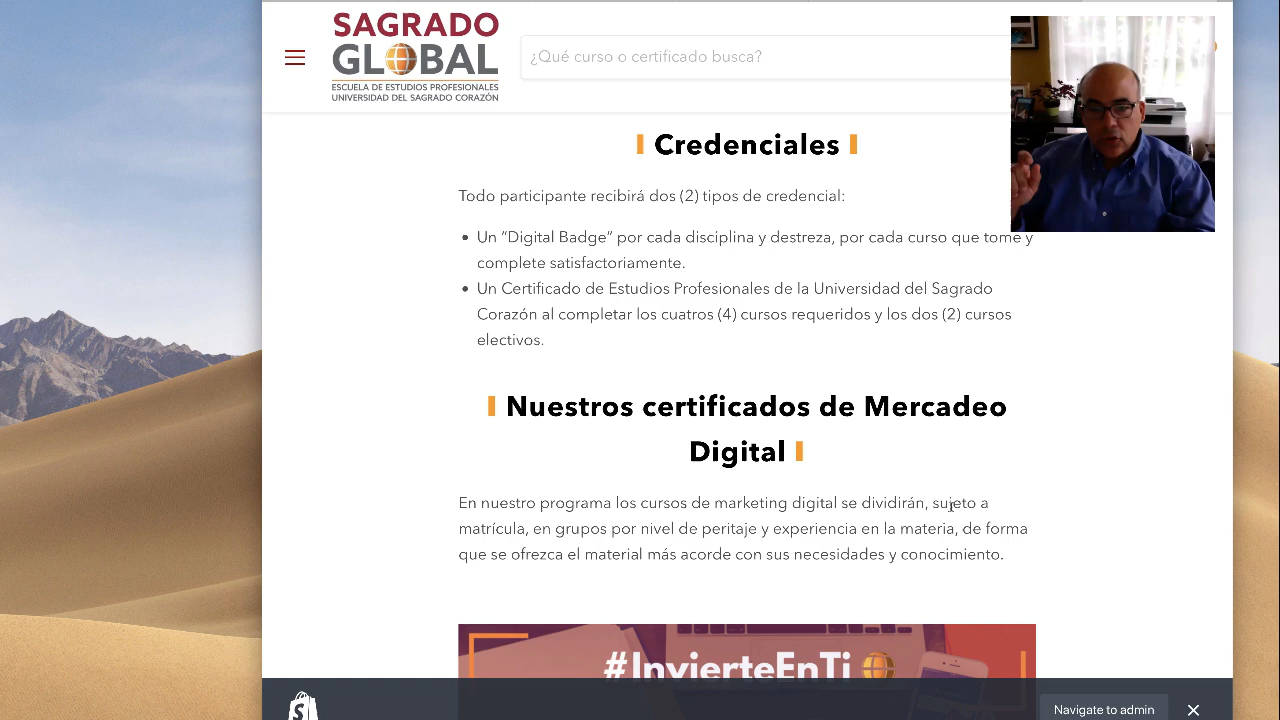 SAGRADO
GLOBAL
ESCUELA DE ESTUDIOS PROFESIONALES
UNIVERSIDAD DEL SAGRADO CORAZÓN
¿Qué curso o certificado busca?
Credenciales
Todo participante recibirá dos (2) tipos de credencial:
• Un “Digital Badge” por cada disciplina y destreza, por cada curso que tome y
complete satisfactoriamente.
• Un Certificado de Estudios Profesionales de la Universidad del Sagrado
Corazón al completar los cuatros (4) cursos requeridos y los dos (2) cursos
electivos.
Nuestros certificados de Mercadeo
Digital
En nuestro programa los cursos de marketing digital se dividirán, sujeto a
matrícula, en grupos por nivel de peritaje y experiencia en la materia, de forma
que se ofrezca el material más acorde con sus necesidades y conocimiento.
#InvierteEnTi
Navigate to admin